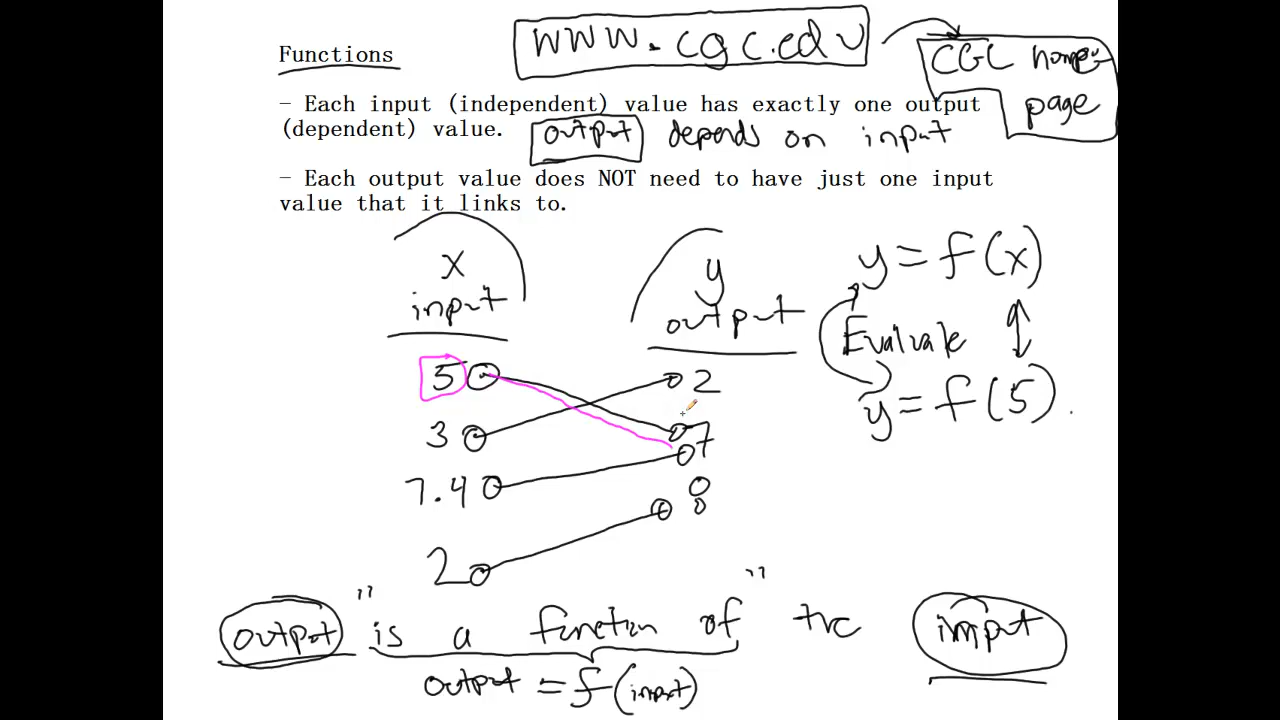 www.cgc.edu
Functions
CGC home-
page
- Each input (independent) value has exactly one output
(dependent) value.
output depends on input
- Each output value does NOT need to have just one input
value that it links to.
x
input
y
output
y = f(x)
Evaluate
y = f(5).
5
2
3
7
7.4
8
2
output "is a function of" the input
output = f(input)